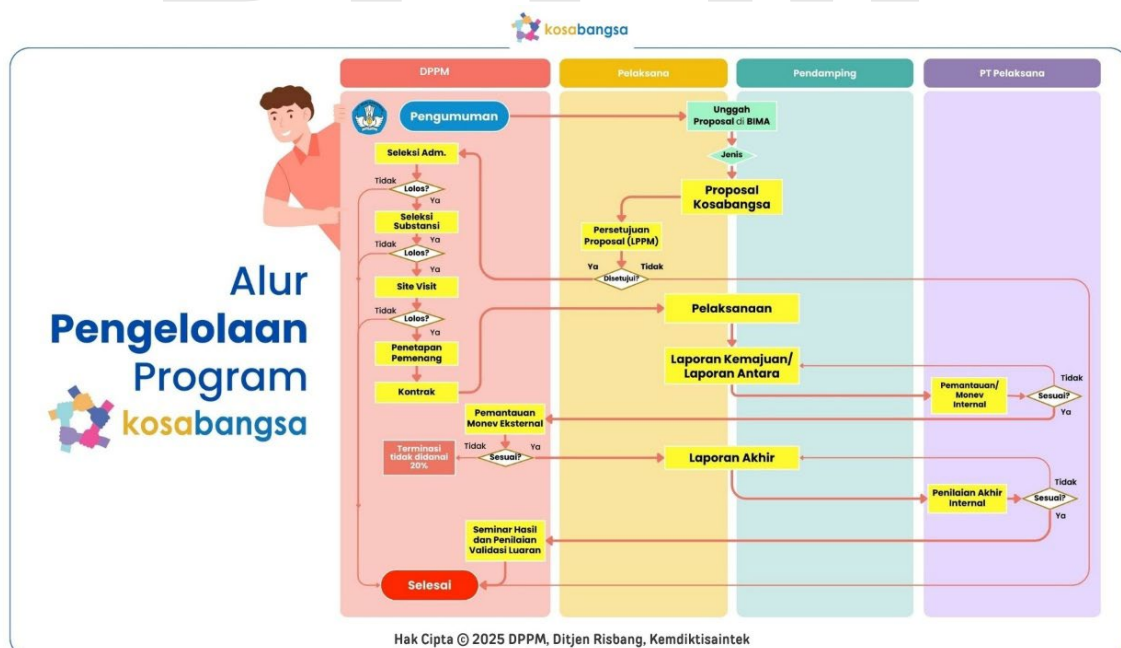 kosabangsa
Alur
Pengelolaan
Program
kosabangsa
DPPM
Pelaksana
Pendamping
PT Pelaksana
Pengumuman
Unggah
Proposal di BIMA
Jenis
Proposal
Kosabangsa
Persetujuan
Proposal (LPPM)
Ya
Tidak
Disetujui?
Seleksi Adm.
Tidak
Lolos?
Ya
Seleksi
Substansi
Ya
Tidak
Lolos?
Ya
Site Visit
Tidak
Lolos?
Ya
Penetapan
Pemenang
Kontrak
Pelaksanaan
Laporan Kemajuan/
Laporan Antara
Pemantauan/
Monev
Internal
Tidak
Sesuai?
Ya
Pemantauan
Monev Eksternal
Tidak
Ya
Sesuai?
Terminasi
tidak didanai
20%
Laporan Akhir
Penilaian Akhir
Internal
Tidak
Sesuai?
Ya
Seminar Hasil
dan Penilaian
Validasi Luaran
Selesai
Hak Cipta © 2025 DPPM, Ditjen Risbang, Kemdiktisaintek